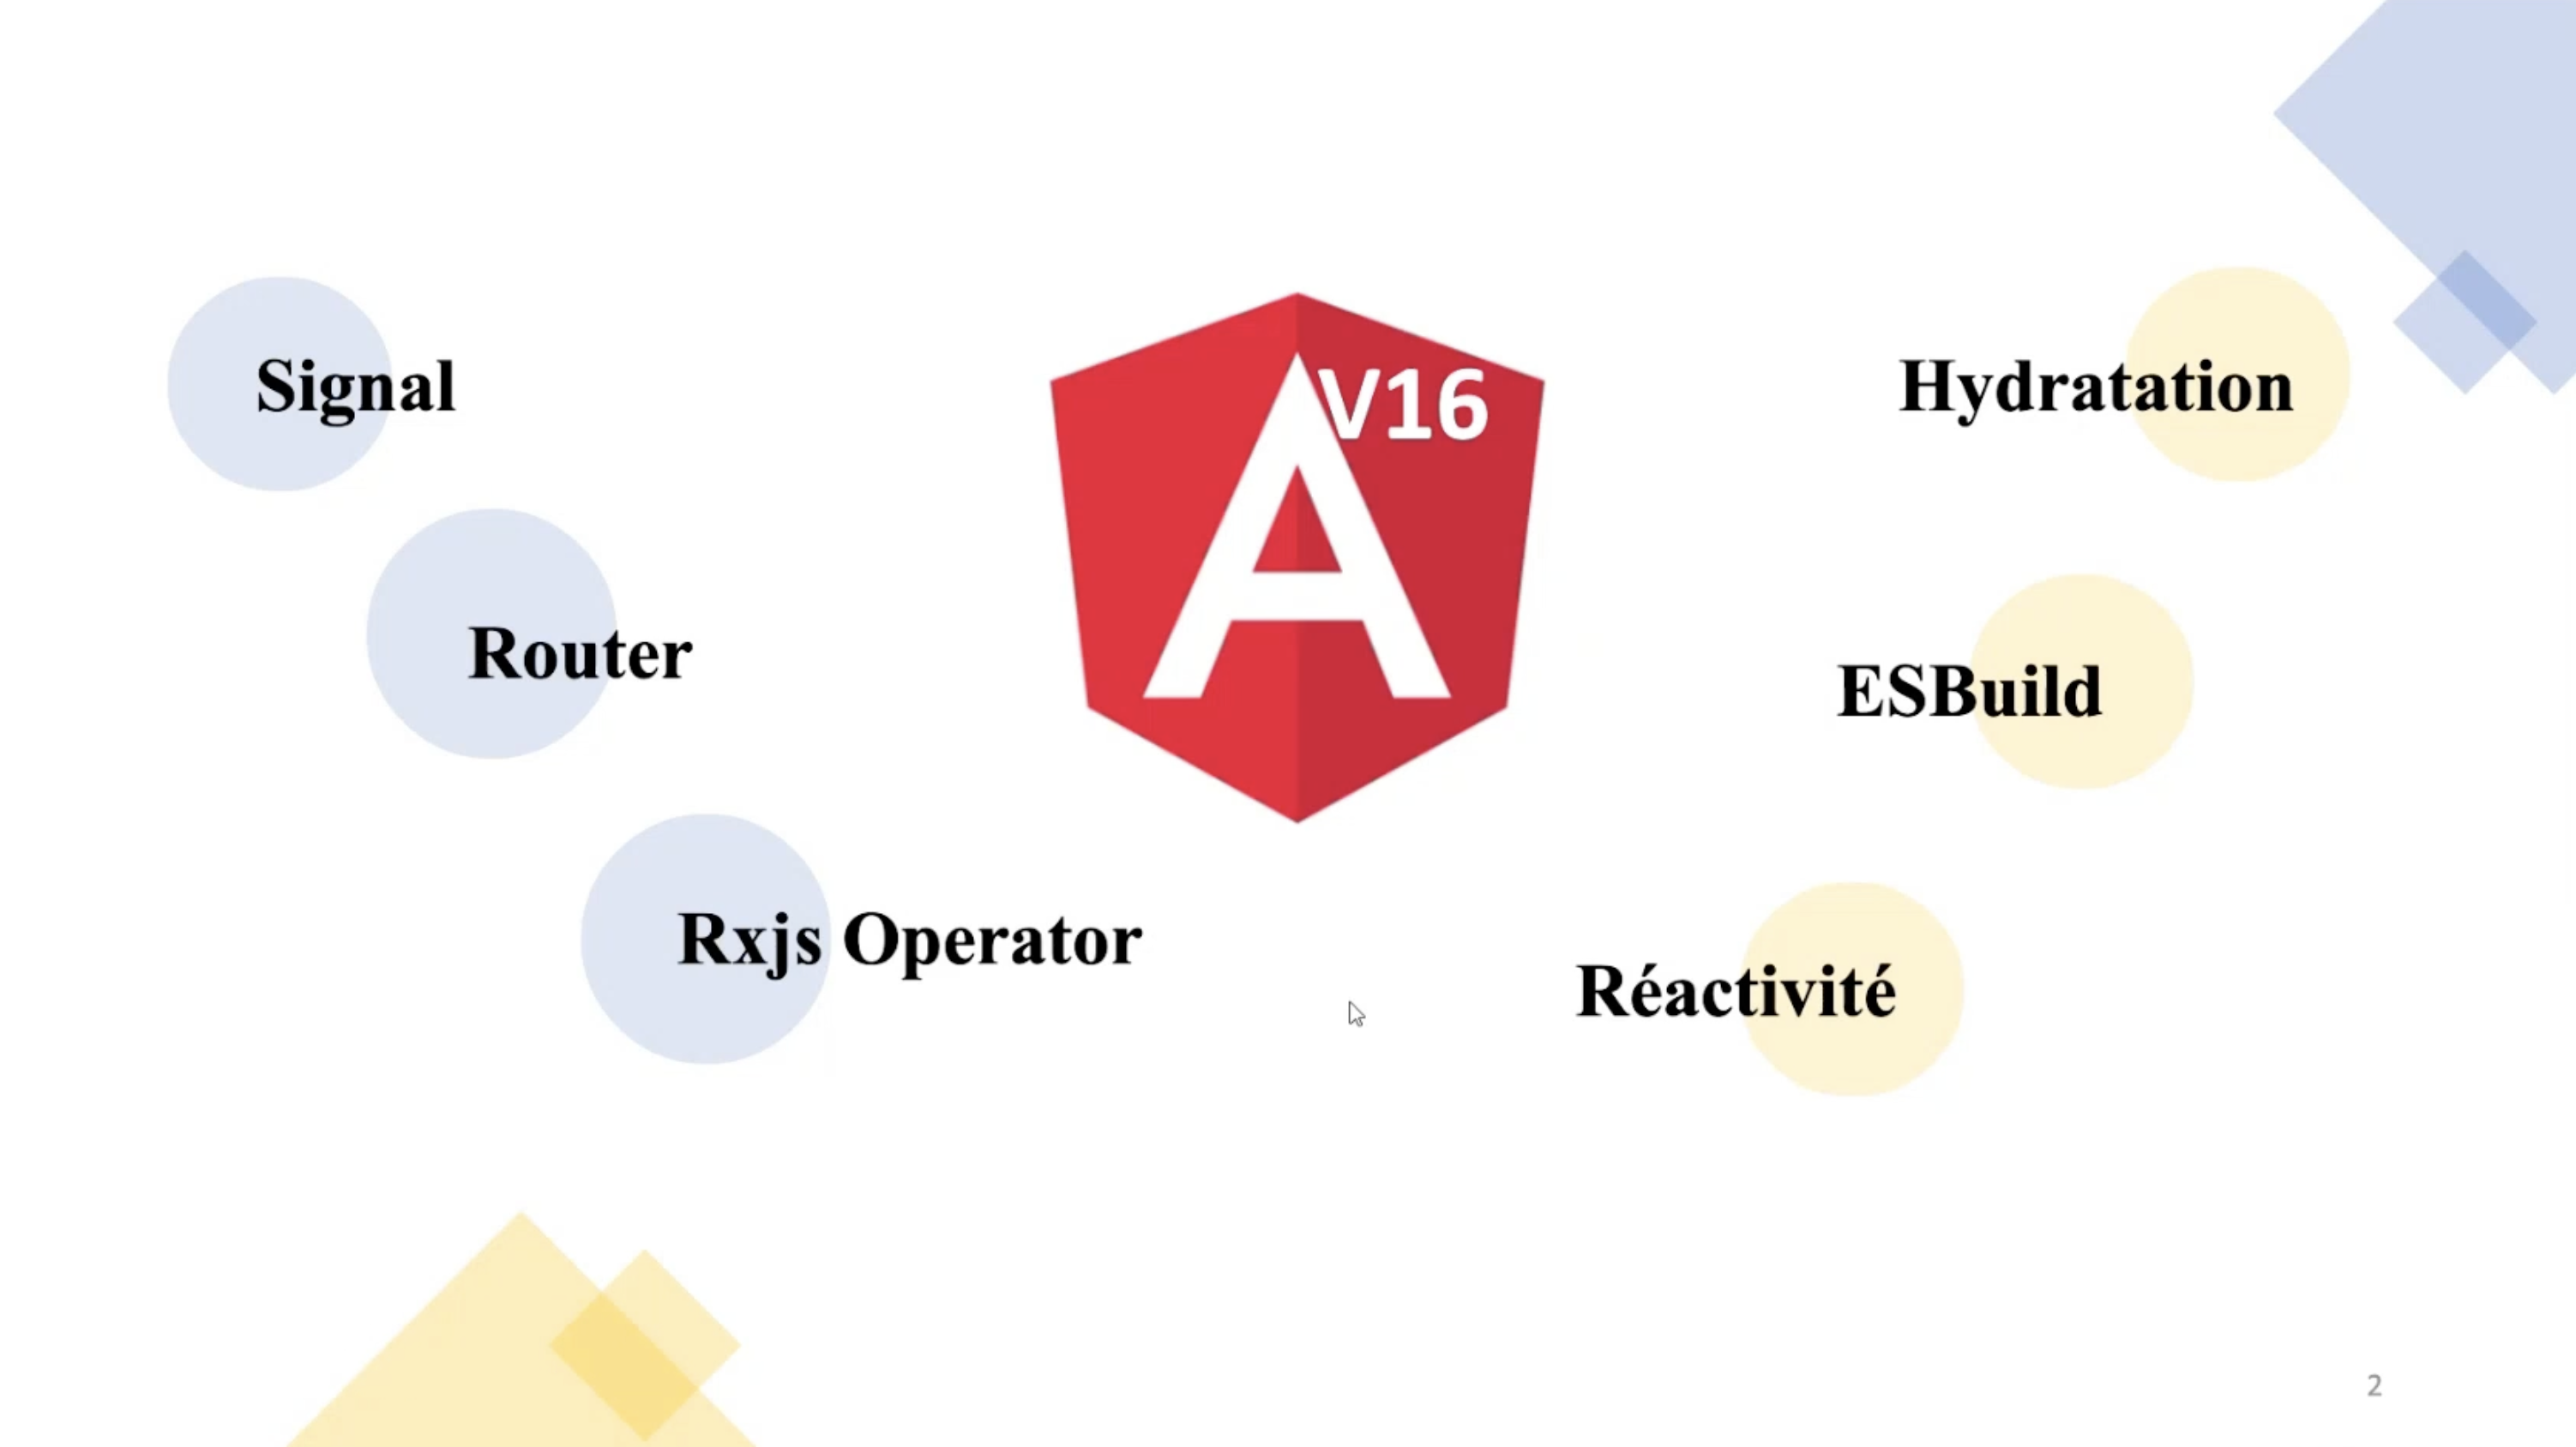 Signal
Router
Rxjs Operator
A
V16
Hydratation
ESBuild
Réactivité
2